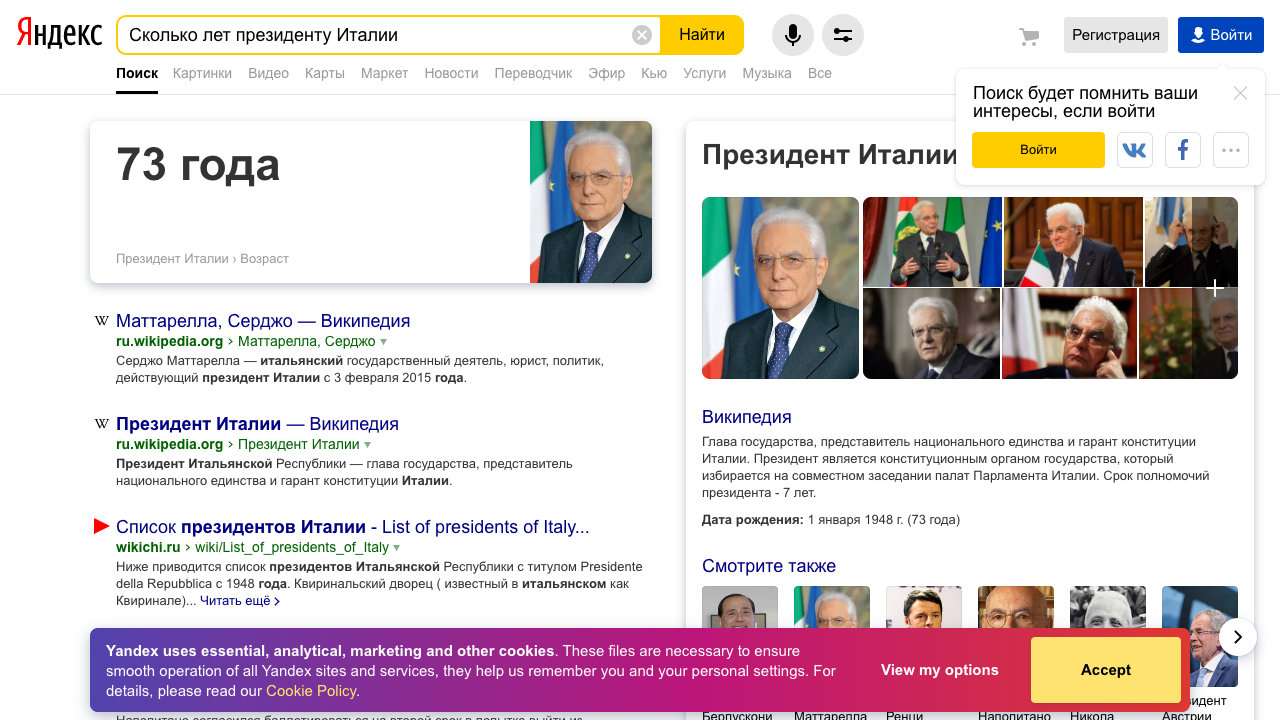 Яндекс
Сколько лет президенту Италии
Найти
Регистрация
Войти
Поиск Картинки Видео Карты Маркет Новости Переводчик Эфир Кью Услуги Музыка Все
Поиск будет помнить ваши
интересы, если войти
Войти
73 года
Президент Италии › Возраст
Маттарелла, Серджо — Википедия
ru.wikipedia.org › Маттарелла, Серджо
Серджо Маттарелла — итальянский государственный деятель, юрист, политик,
действующий президент Италии с 3 февраля 2015 года.
Президент Италии — Википедия
ru.wikipedia.org › Президент Италии
Президент Итальянской Республики — глава государства, представитель
национального единства и гарант конституции Италии.
Список президентов Италии - List of presidents of Italy...
wikichi.ru › wiki/List_of_presidents_of_Italy
Ниже приводится список президентов Итальянской Республики с титулом Presidente
della Repubblica с 1948 года. Квиринальский дворец ( известный в итальянском как
Квиринале)... Читать ещё ›
Президент Италии
Википедия
Глава государства, представитель национального единства и гарант конституции
Италии. Президент является конституционным органом государства, который
избирается на совместном заседании палат Парламента Италии. Срок полномочий
президента - 7 лет.
Дата рождения: 1 января 1948 г. (73 года)
Смотрите также
Берлускони Маттарелла Ренци Наполитано Никола Австрии
Yandex uses essential, analytical, marketing and other cookies. These files are necessary to ensure
smooth operation of all Yandex sites and services, they help us remember you and your personal settings. For
details, please read our Cookie Policy.
View my options
Accept